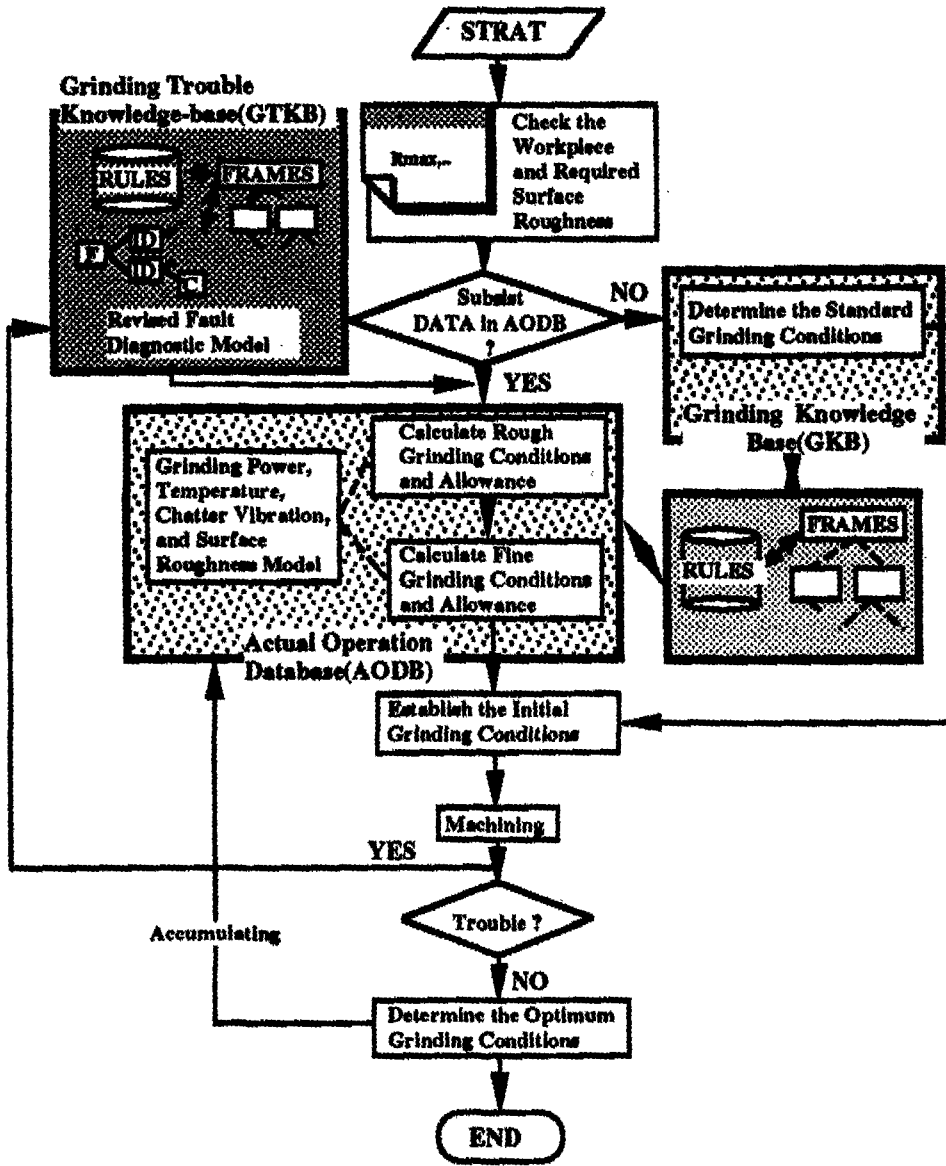 STRAT
Grinding Trouble
Knowledge-base(GTKB)
RULES
FRAMES
F
ID
ID
C
Revised Fault
Diagnostic Model
Rmax,..
Check the
Workpiece
and Required
Surface
Roughness
Subsist
DATA in AODB
?
NO
YES
Determine the Standard
Grinding Conditions
Grinding Knowledge
Base(GKB)
RULES
FRAMES
Grinding Power,
Temperature,
Chatter Vibration,
and Surface
Roughness Model
Calculate Rough
Grinding Conditions
and Allowance
Calculate Fine
Grinding Conditions
and Allowance
Actual Operation
Database(AODB)
Establish the Initial
Grinding Conditions
Machining
YES
Trouble ?
Accumulating
NO
Determine the Optimum
Grinding Conditions
END